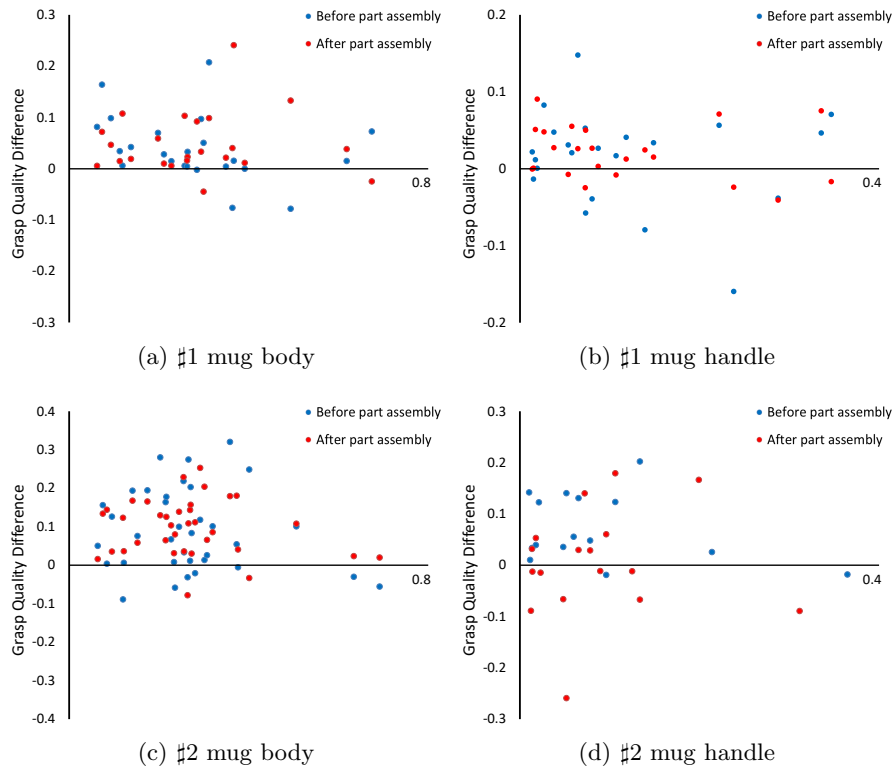 0.3
Before part assembly
After part assembly
0.2
0.1
0
0.8
-0.1
-0.2
-0.3
Grasp Quality Difference
(a) ♯1 mug body
0.2
Before part assembly
After part assembly
0.1
0
0.4
-0.1
-0.2
Grasp Quality Difference
(b) ♯1 mug handle
0.4
Before part assembly
0.3
After part assembly
0.2
0.1
0
0.8
-0.1
-0.2
-0.3
-0.4
Grasp Quality Difference
(c) ♯2 mug body
0.3
Before part assembly
After part assembly
0.2
0.1
0
0.4
-0.1
-0.2
-0.3
Grasp Quality Difference
(d) ♯2 mug handle